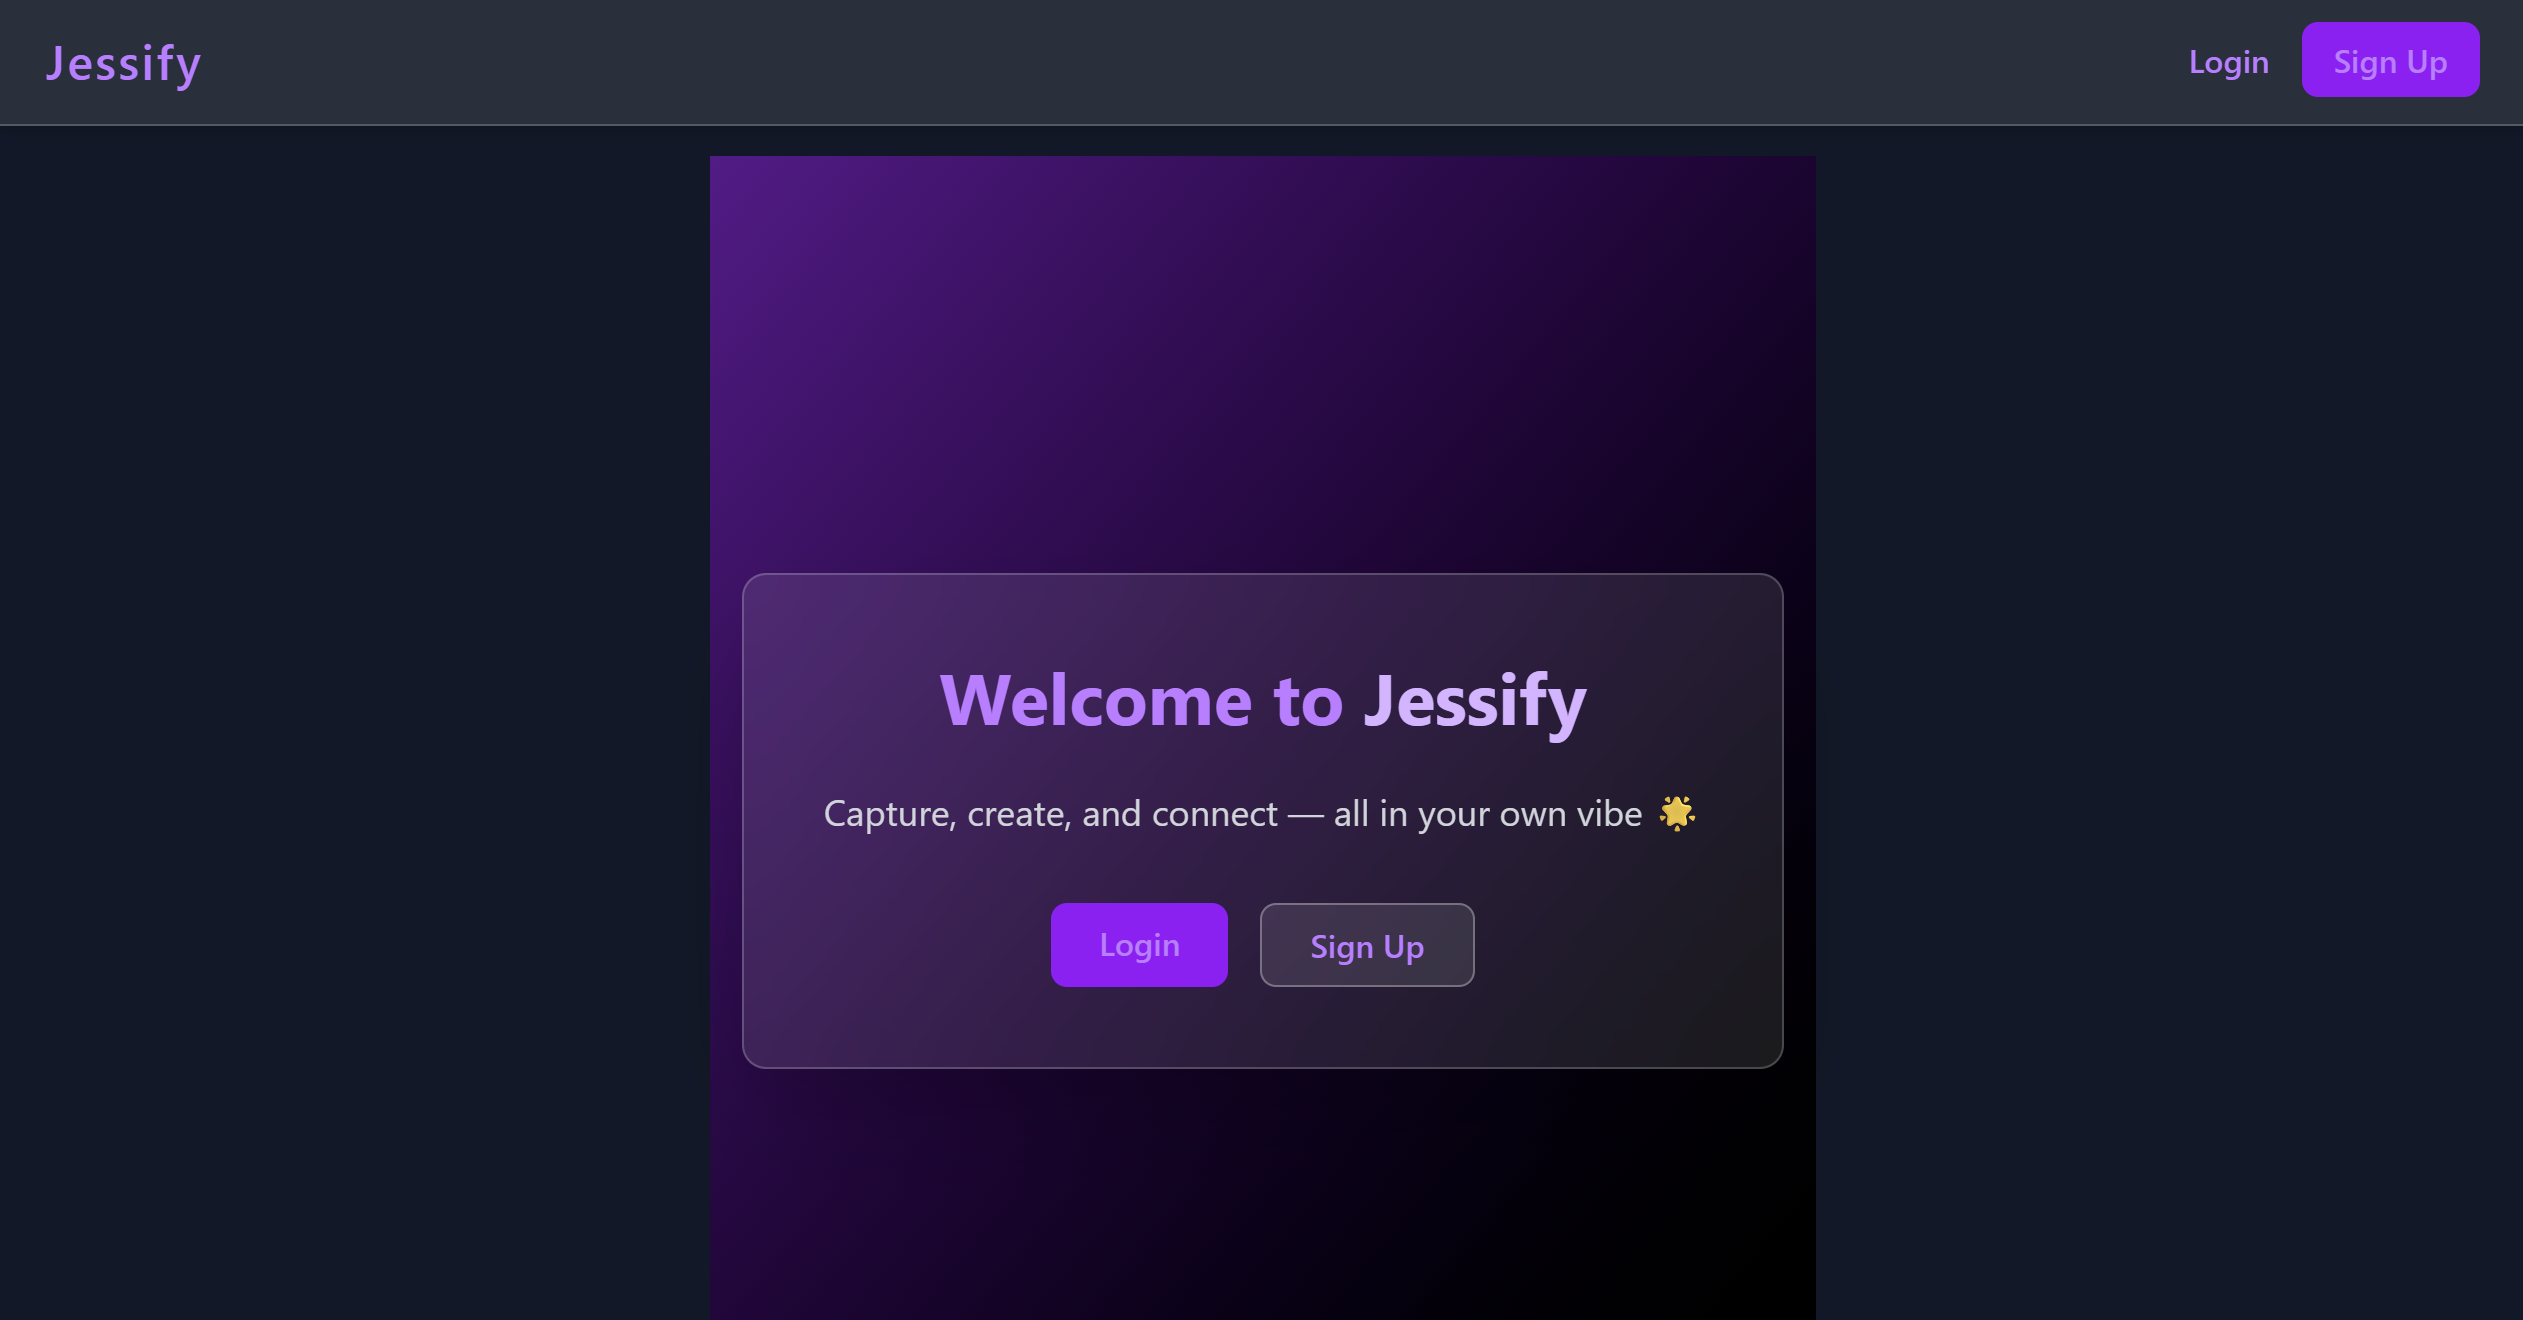 Jessify
Login
Sign Up
Welcome to Jessify
Capture, create, and connect — all in your own vibe 🌟
Login
Sign Up